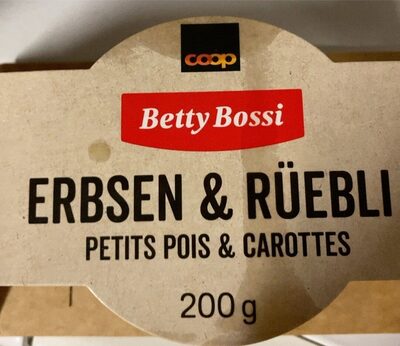 coop
Betty Bossi
ERBSEN & RÜEBLI
PETITS POIS & CAROTTES
200 g